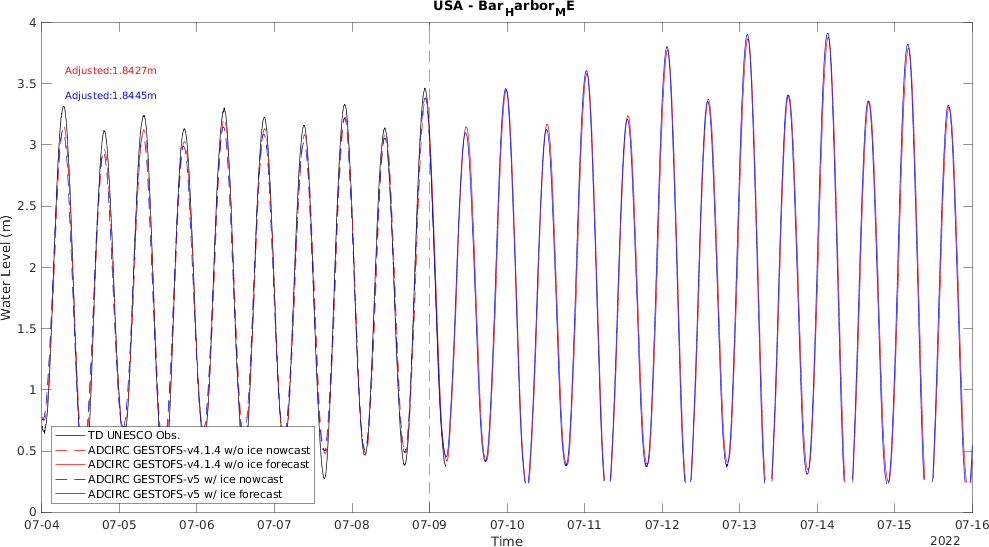 USA - Bar_Harbor_ME
4
3.5
3
2.5
2
1.5
1
0.5
0
Water Level (m)
Adjusted:1.8427m
Adjusted:1.8445m
TD UNESCO Obs.
ADCIRC GESTOFS-v4.1.4 w/o ice nowcast
ADCIRC GESTOFS-v4.1.4 w/o ice forecast
ADCIRC GESTOFS-v5 w/ ice nowcast
ADCIRC GESTOFS-v5 w/ ice forecast
07-04 07-05 07-06 07-07 07-08 07-09 07-10 07-11 07-12 07-13 07-14 07-15 07-16
Time
2022